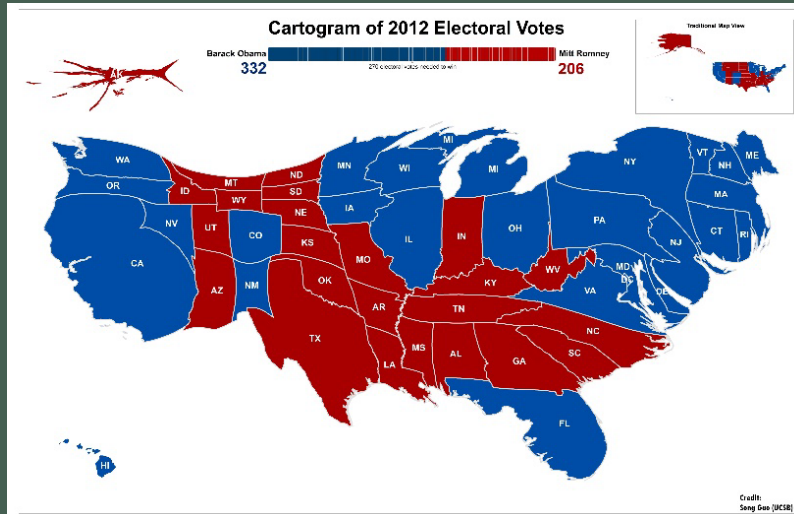 Cartogram of 2012 Electoral Votes
Traditional Map View
Barack Obama
Mitt Romney
332
270 electoral votes needed to win
206
AK
WA
OR
CA
NV
ID
MT
WY
UT
CO
AZ
NM
ND
SD
NE
KS
OK
TX
MN
IA
MO
AR
LA
WI
IL
MI
MI
IN
OH
KY
TN
MS
AL
GA
FL
SC
NC
VA
WV
MD
DC
DE
PA
NJ
NY
CT
RI
MA
VT
NH
ME
HI
Credit:
Song Gao (UCSB)